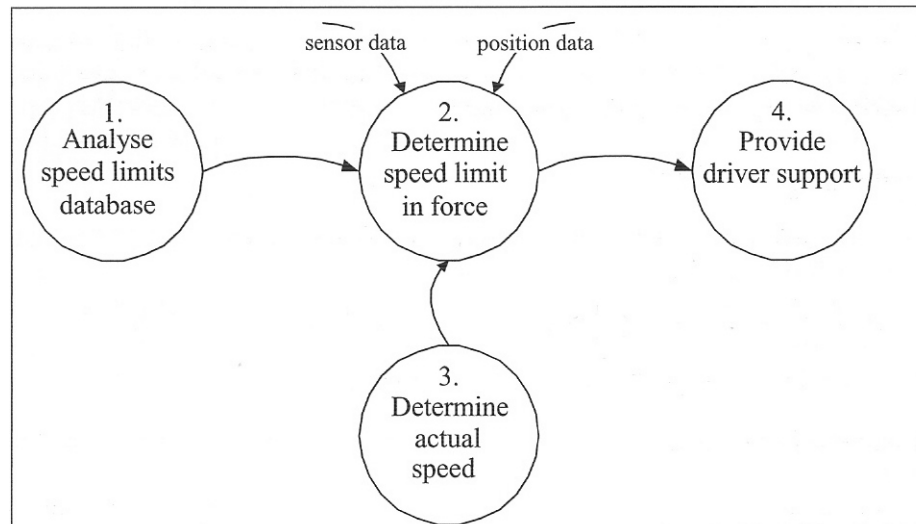 sensor data
position data
1.
Analyse
speed limits
database
2.
Determine
speed limit
in force
4.
Provide
driver support
3.
Determine
actual
speed